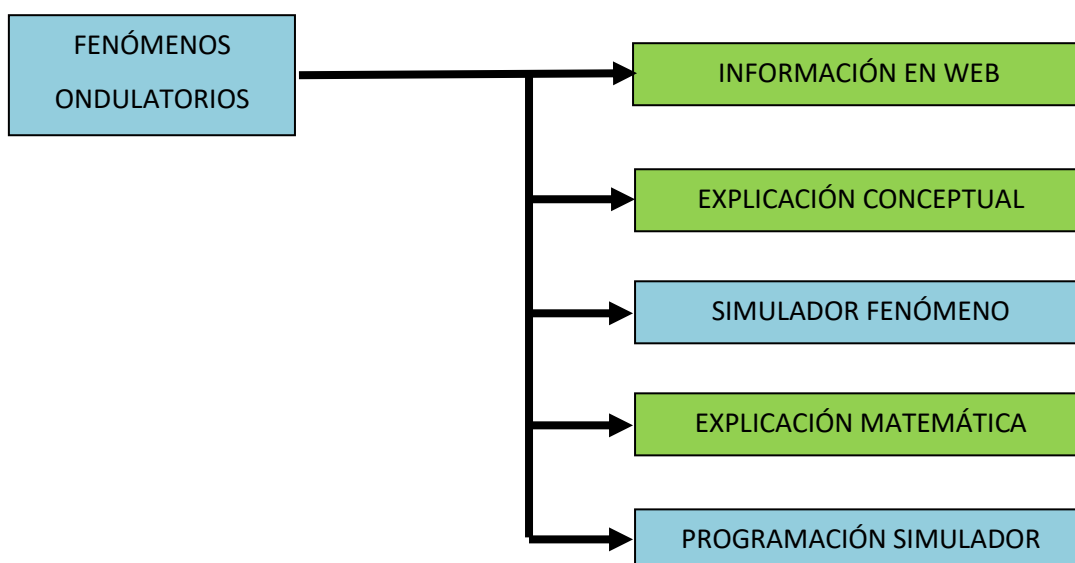 FENÓMENOS
ONDULATORIOS
INFORMACIÓN EN WEB
EXPLICACIÓN CONCEPTUAL
SIMULADOR FENÓMENO
EXPLICACIÓN MATEMÁTICA
PROGRAMACIÓN SIMULADOR